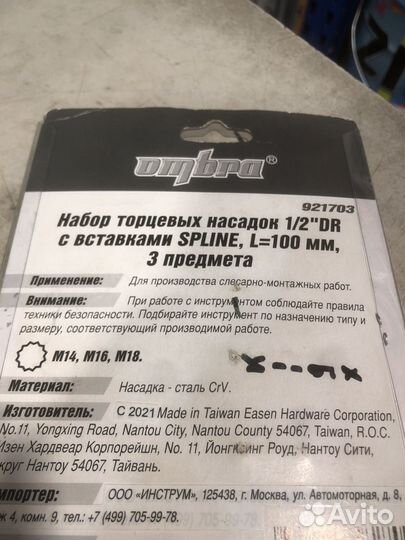 ombra®
921703
Набор торцевых насадок 1/2"DR
с вставками SPLINE, L=100 мм,
3 предмета
Применение: Для производства слесарно-монтажных работ.
Внимание: При работе с инструментом соблюдайте правила
техники безопасности. Подбирайте инструмент по назначению типу и
размеру, соответствующий производимой работе.
M14, M16, M18.
Материал: Насадка - сталь CrV.
Изготовитель: С 2021 Made in Taiwan Easen Hardware Corporation,
No.11, Yongxing Road, Nantou City, Nantou County 54067, Taiwan, R.O.C.
Изен Хардвеар Корпорейшн, No. 11, Йонгксинг Роуд, Нантоу Сити,
круг Нантоу 54067, Тайвань.
импортер: ООО «ИНСТРУМ», 125438, г. Москва, ул. Автомоторная, д. 8,
ж 4, комн. 9, тел.: +7 (499) 705-99-78.
Avito